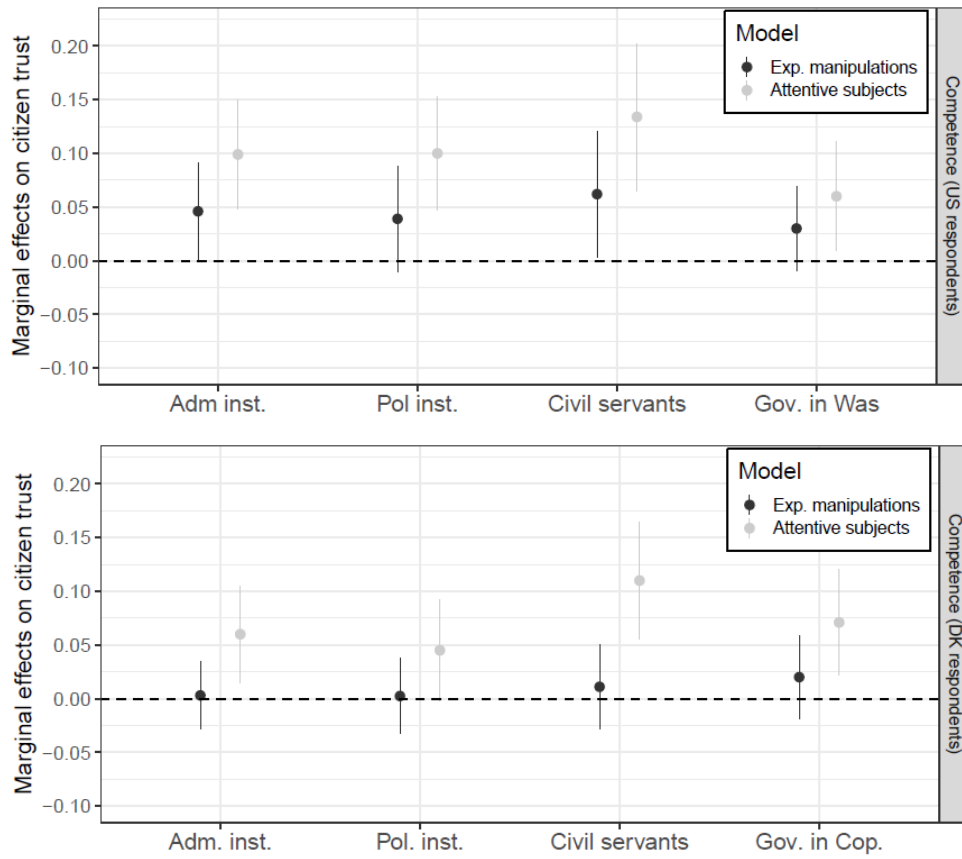 Marginal effects on citizen trust
0.20
0.15
0.10
0.05
0.00
−0.05
−0.10
Model
Exp. manipulations
Attentive subjects
Competence (US respondents)
Adm inst.
Pol inst.
Civil servants
Gov. in Was
Marginal effects on citizen trust
0.20
0.15
0.10
0.05
0.00
−0.05
−0.10
Model
Exp. manipulations
Attentive subjects
Competence (DK respondents)
Adm. inst.
Pol. inst.
Civil servants
Gov. in Cop.